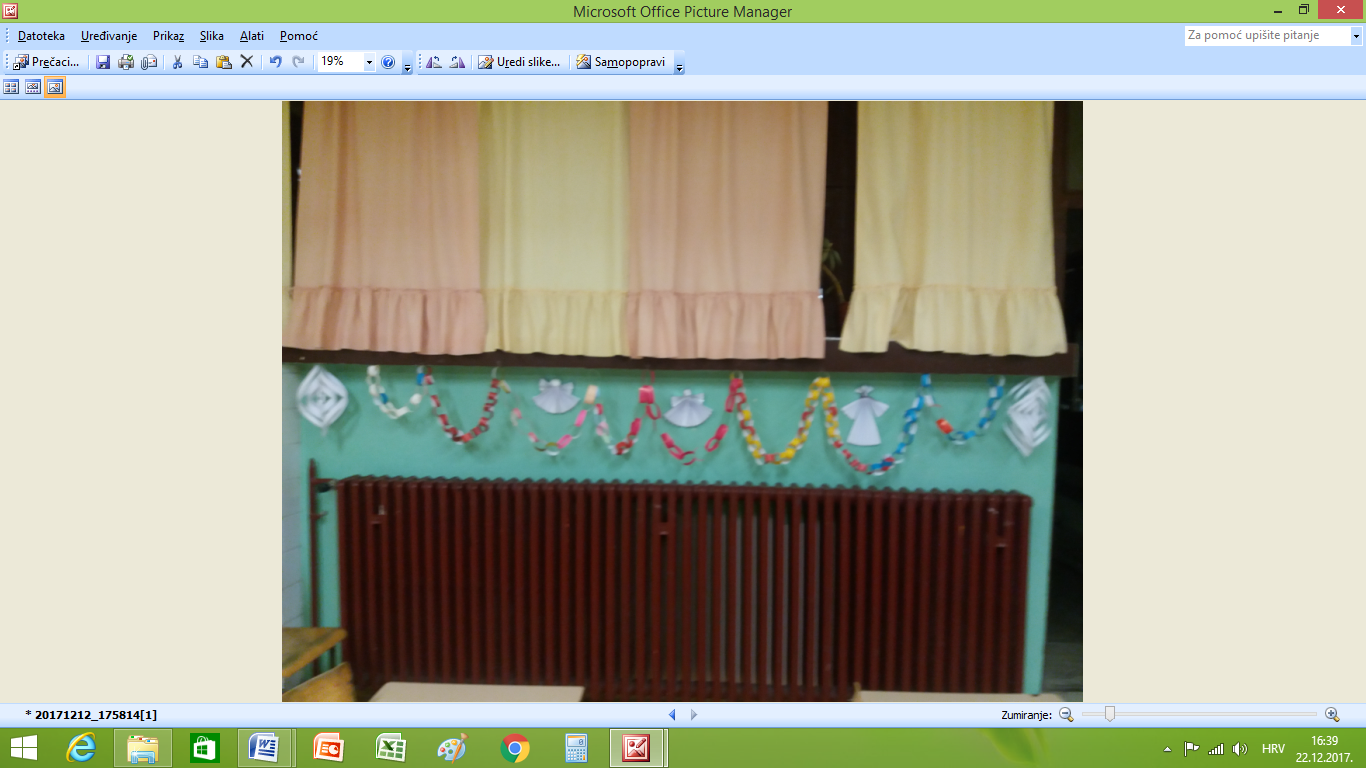 Microsoft Office Picture Manager
Datoteka Uređivanje Prikaz Slika Alati Pomoć
Za pomoć upišite pitanje
Prečaci... 19% Uredi slike... Samopopravi
* 20171212_175814[1]
Zumiranje:
HRV
16:39
22.12.2017.